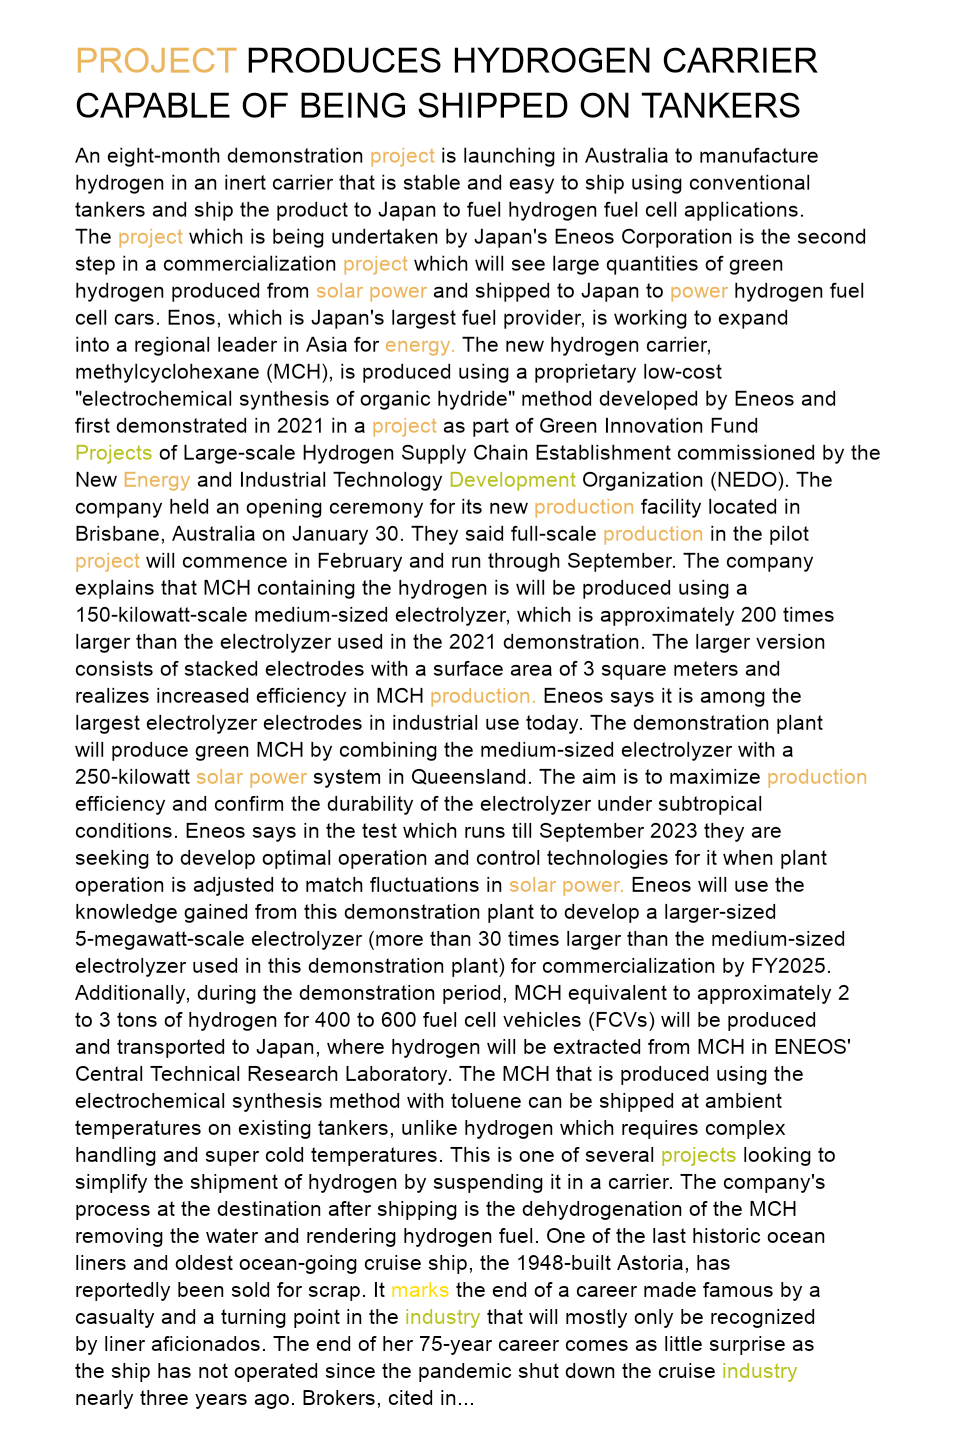 PROJECT PRODUCES HYDROGEN CARRIER
CAPABLE OF BEING SHIPPED ON TANKERS
An eight-month demonstration project is launching in Australia to manufacture
hydrogen in an inert carrier that is stable and easy to ship using conventional
tankers and ship the product to Japan to fuel hydrogen fuel cell applications.
The project which is being undertaken by Japan's Eneos Corporation is the second
step in a commercialization project which will see large quantities of green
hydrogen produced from solar power and shipped to Japan to power hydrogen fuel
cell cars. Enos, which is Japan's largest fuel provider, is working to expand
into a regional leader in Asia for energy. The new hydrogen carrier,
methylcyclohexane (MCH), is produced using a proprietary low-cost
"electrochemical synthesis of organic hydride" method developed by Eneos and
first demonstrated in 2021 in a project as part of Green Innovation Fund
Projects of Large-scale Hydrogen Supply Chain Establishment commissioned by the
New Energy and Industrial Technology Development Organization (NEDO). The
company held an opening ceremony for its new production facility located in
Brisbane, Australia on January 30. They said full-scale production in the pilot
project will commence in February and run through September. The company
explains that MCH containing the hydrogen is will be produced using a
150-kilowatt-scale medium-sized electrolyzer, which is approximately 200 times
larger than the electrolyzer used in the 2021 demonstration. The larger version
consists of stacked electrodes with a surface area of 3 square meters and
realizes increased efficiency in MCH production. Eneos says it is among the
largest electrolyzer electrodes in industrial use today. The demonstration plant
will produce green MCH by combining the medium-sized electrolyzer with a
250-kilowatt solar power system in Queensland. The aim is to maximize production
efficiency and confirm the durability of the electrolyzer under subtropical
conditions. Eneos says in the test which runs till September 2023 they are
seeking to develop optimal operation and control technologies for it when plant
operation is adjusted to match fluctuations in solar power. Eneos will use the
knowledge gained from this demonstration plant to develop a larger-sized
5-megawatt-scale electrolyzer (more than 30 times larger than the medium-sized
electrolyzer used in this demonstration plant) for commercialization by FY2025.
Additionally, during the demonstration period, MCH equivalent to approximately 2
to 3 tons of hydrogen for 400 to 600 fuel cell vehicles (FCVs) will be produced
and transported to Japan, where hydrogen will be extracted from MCH in ENEOS'
Central Technical Research Laboratory. The MCH that is produced using the
electrochemical synthesis method with toluene can be shipped at ambient
temperatures on existing tankers, unlike hydrogen which requires complex
handling and super cold temperatures. This is one of several projects looking to
simplify the shipment of hydrogen by suspending it in a carrier. The company's
process at the destination after shipping is the dehydrogenation of the MCH
removing the water and rendering hydrogen fuel. One of the last historic ocean
liners and oldest ocean-going cruise ship, the 1948-built Astoria, has
reportedly been sold for scrap. It marks the end of a career made famous by a
casualty and a turning point in the industry that will mostly only be recognized
by liner aficionados. The end of her 75-year career comes as little surprise as
the ship has not operated since the pandemic shut down the cruise industry
nearly three years ago. Brokers, cited in...